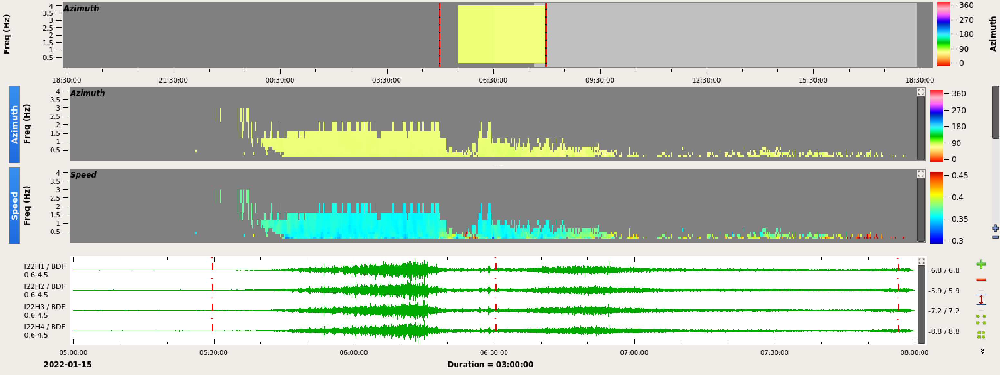 Azimuth
Freq (Hz)
4
3.5
3
2.5
2
1.5
1
0.5
360
270
180
90
0
Azimuth
18:30:00 21:30:00 00:30:00 03:30:00 06:30:00 09:30:00 12:30:00 15:30:00 18:30:00
Azimuth
Freq (Hz)
Azimuth
4
3.5
3
2.5
2
1.5
1
0.5
360
270
180
90
0
Speed
Freq (Hz)
Speed
4
3.5
3
2.5
2
1.5
1
0.5
0.45
0.4
0.35
0.3
I22H1 / BDF
0.6 4.5
-6.8 / 6.8
I22H2 / BDF
0.6 4.5
-5.9 / 5.9
I22H3 / BDF
0.6 4.5
-7.2 / 7.2
I22H4 / BDF
0.6 4.5
-8.8 / 8.8
05:00:00 05:30:00 06:00:00 06:30:00 07:00:00 07:30:00 08:00:00
2022-01-15 Duration = 03:00:00